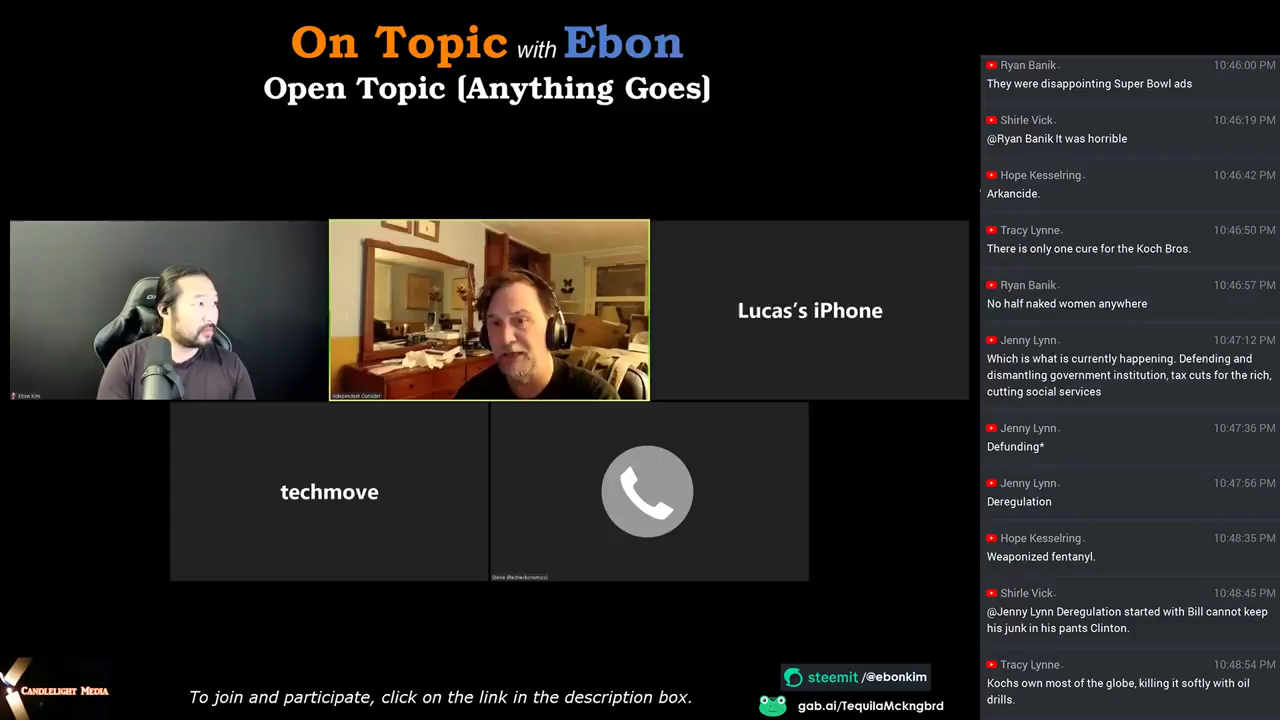 On Topic with Ebon
Open Topic (Anything Goes)
Ryan Banik 10:46:00 PM
They were disappointing Super Bowl ads
Shirle Vick 10:46:19 PM
@Ryan Banik It was horrible
Hope Kesselring 10:46:42 PM
Arkancide.
Tracy Lynne 10:46:50 PM
There is only one cure for the Koch Bros.
Ryan Banik 10:46:57 PM
No half naked women anywhere
Jenny Lynn 10:47:12 PM
Which is what is currently happening. Defending and
dismantling government institution, tax cuts for the rich,
cutting social services
Jenny Lynn 10:47:36 PM
Defunding*
Jenny Lynn 10:47:56 PM
Deregulation
Hope Kesselring 10:48:35 PM
Weaponized fentanyl.
Shirle Vick 10:48:45 PM
@Jenny Lynn Deregulation started with Bill cannot keep
his junk in his pants Clinton.
Tracy Lynne 10:48:54 PM
Kochs own most of the globe, killing it softly with oil
drills.
Ebon Kim
Independent Outsider
Lucas's iPhone
techmove
Steve (Redneckonomics)
CANDLELIGHT MEDIA
To join and participate, click on the link in the description box.
steemit /@ebonkim
gab.ai/TequilaMckngbrd